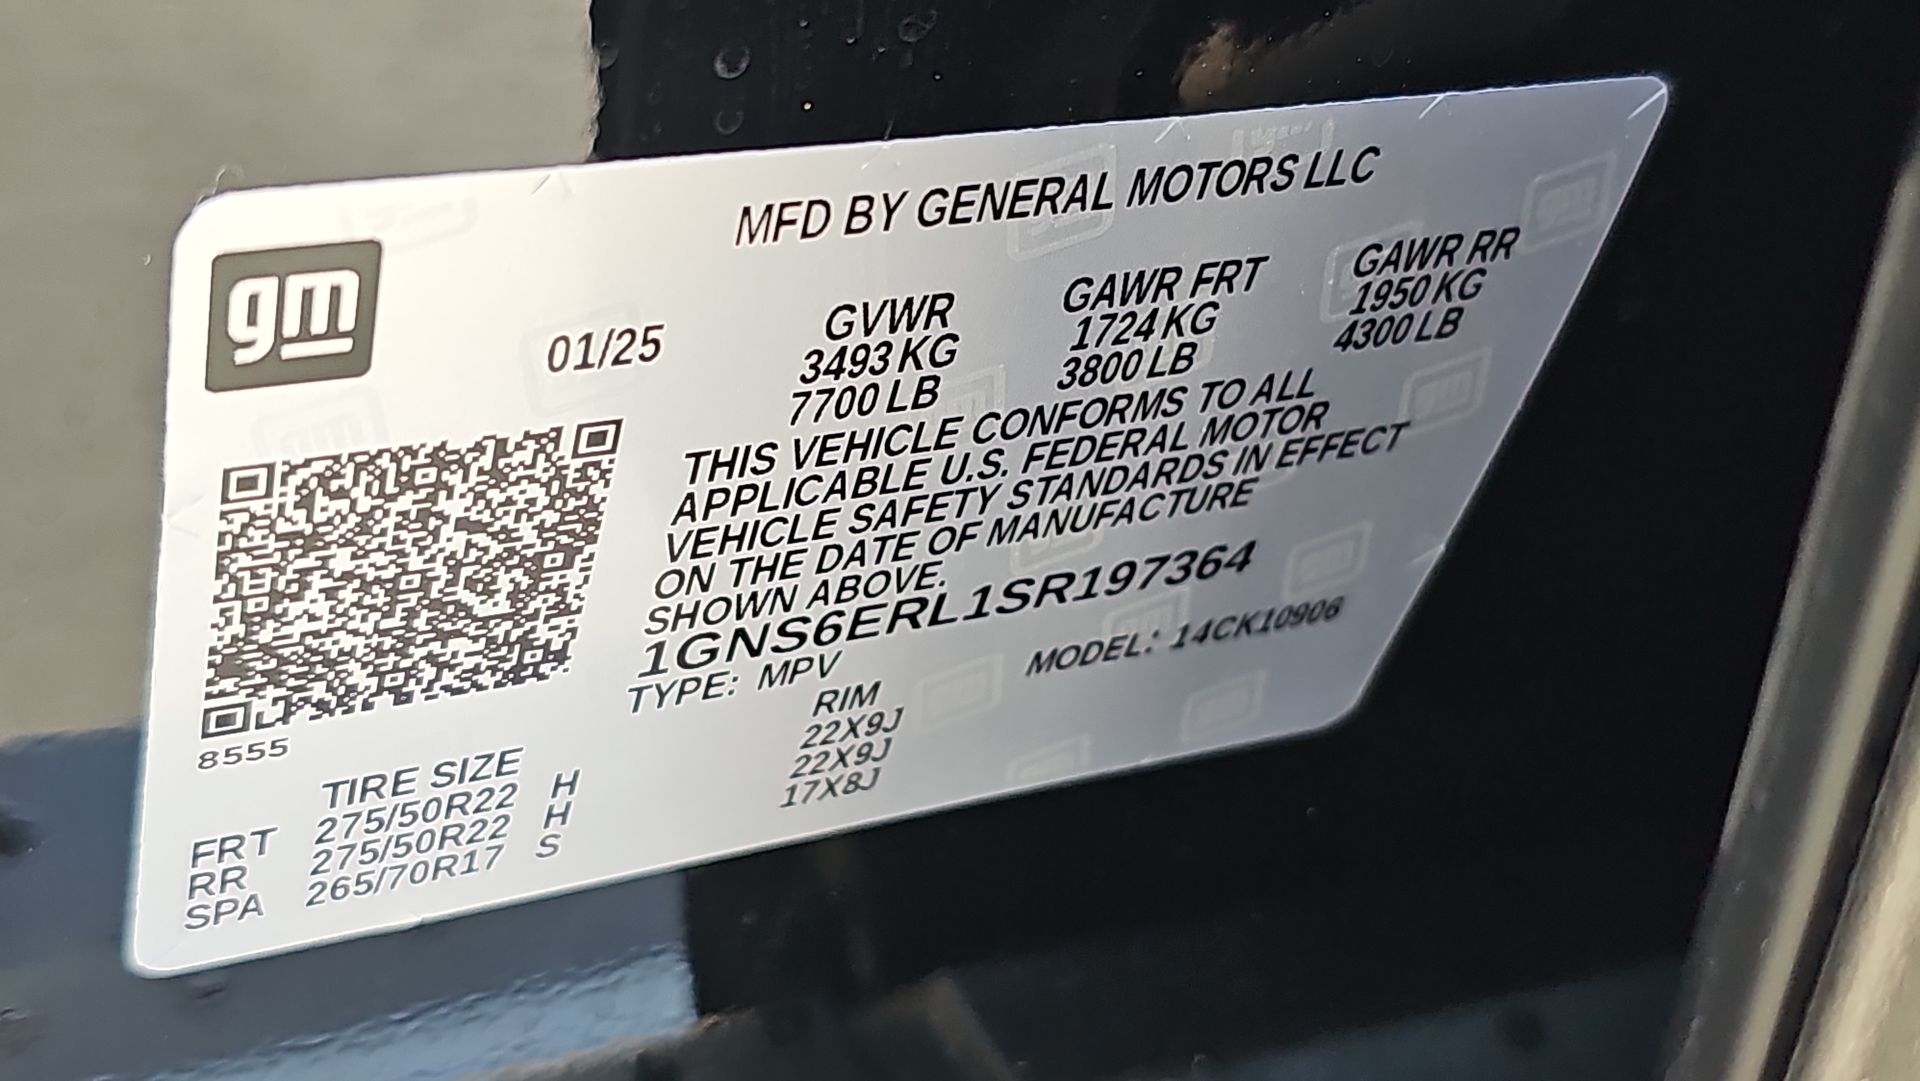 MFD BY GENERAL MOTORS LLC
gm
01/25
GVWR GAWR FRT GAWR RR
3493 KG 1724 KG 1950 KG
7700 LB 3800 LB 4300 LB
THIS VEHICLE CONFORMS TO ALL
APPLICABLE U.S. FEDERAL MOTOR
VEHICLE SAFETY STANDARDS IN EFFECT
ON THE DATE OF MANUFACTURE
SHOWN ABOVE.
1GNS6ERL1SR197364
TYPE: MPV MODEL: 14CK10906
8555
TIRE SIZE RIM
FRT 275/50R22 H 22X9J
RR 275/50R22 H 22X9J
SPA 265/70R17 S 17X8J